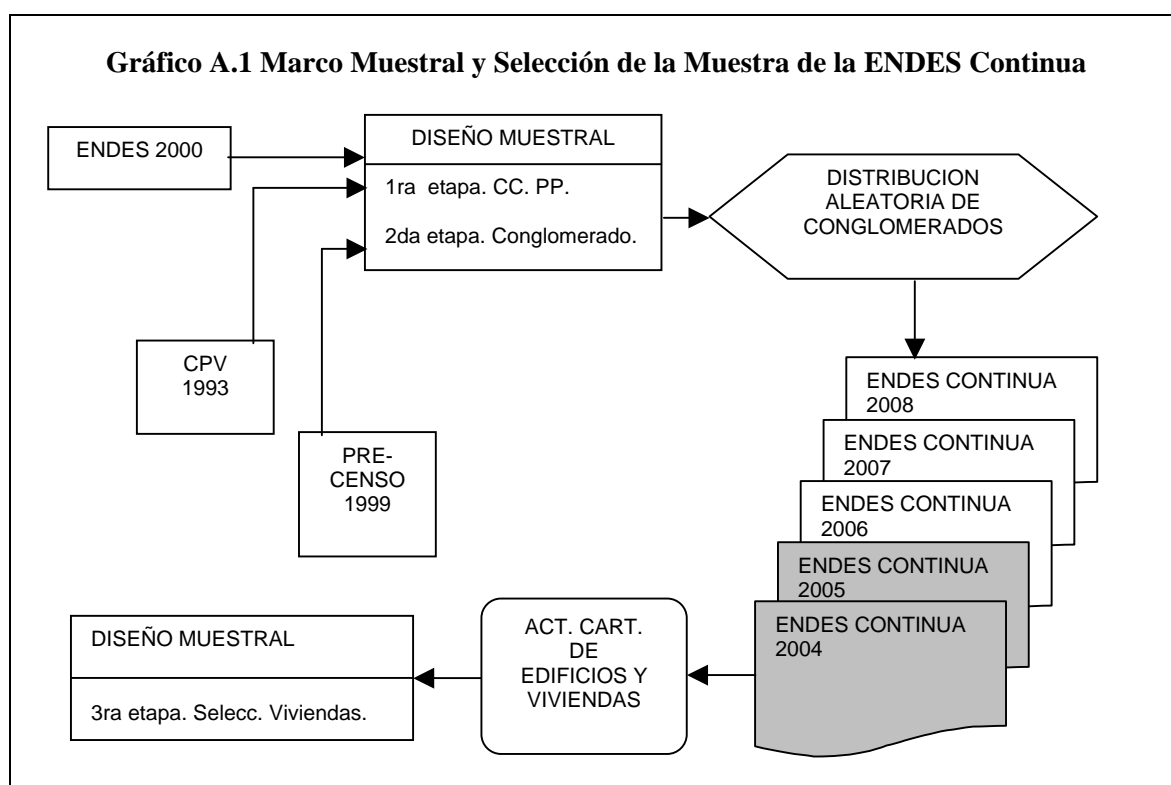 Gráfico A.1 Marco Muestral y Selección de la Muestra de la ENDES Continua
ENDES 2000
DISEÑO MUESTRAL
1ra etapa. CC. PP.
2da etapa. Conglomerado.
DISTRIBUCION
ALEATORIA DE
CONGLOMERADOS
CPV
1993
PRE-
CENSO
1999
ENDES CONTINUA
2008
ENDES CONTINUA
2007
ENDES CONTINUA
2006
ENDES CONTINUA
2005
ENDES CONTINUA
2004
ACT. CART.
DE
EDIFICIOS Y
VIVIENDAS
DISEÑO MUESTRAL
3ra etapa. Selecc. Viviendas.